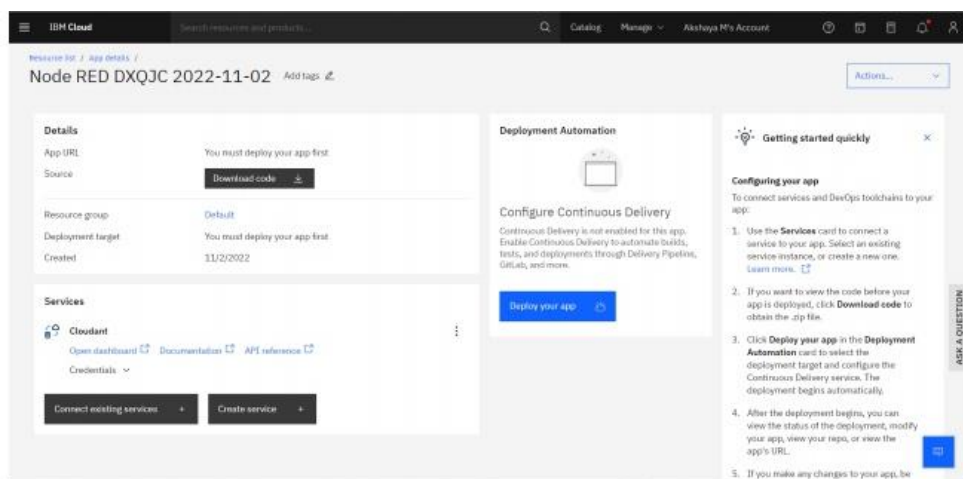 IBM Cloud
Search resources and products...
Catalog
Manage
Akshaya M's Account
Resource list / App details /
Node RED DXQJC 2022-11-02
Add tags
Actions...
Details
App URL
You must deploy your app first
Source
Download code
Resource group
Default
Deployment target
You must deploy your app first
Created
11/2/2022
Services
Cloudant
Open dashboard
Documentation
API reference
Credentials
Connect existing services +
Create service +
Deployment Automation
Configure Continuous Delivery
Continuous Delivery is not enabled for this app.
Enable Continuous Delivery to automate builds,
tests, and deployments through Delivery Pipeline,
GitLab, and more.
Deploy your app
Getting started quickly
Configuring your app
To connect services and DevOps toolchains to your
app:
1. Use the Services card to connect a
service to your app. Select an existing
service instance, or create a new one.
Learn more.
2. If you want to view the code before your
app is deployed, click Download code to
obtain the .zip file.
3. Click Deploy your app in the Deployment
Automation card to select the
deployment target and configure the
Continuous Delivery service. The
deployment begins automatically.
4. After the deployment begins, you can
view the status of the deployment, modify
your app, view your repo, or view the
app's URL.
5. If you make any changes to your app, be
ASK A QUESTION